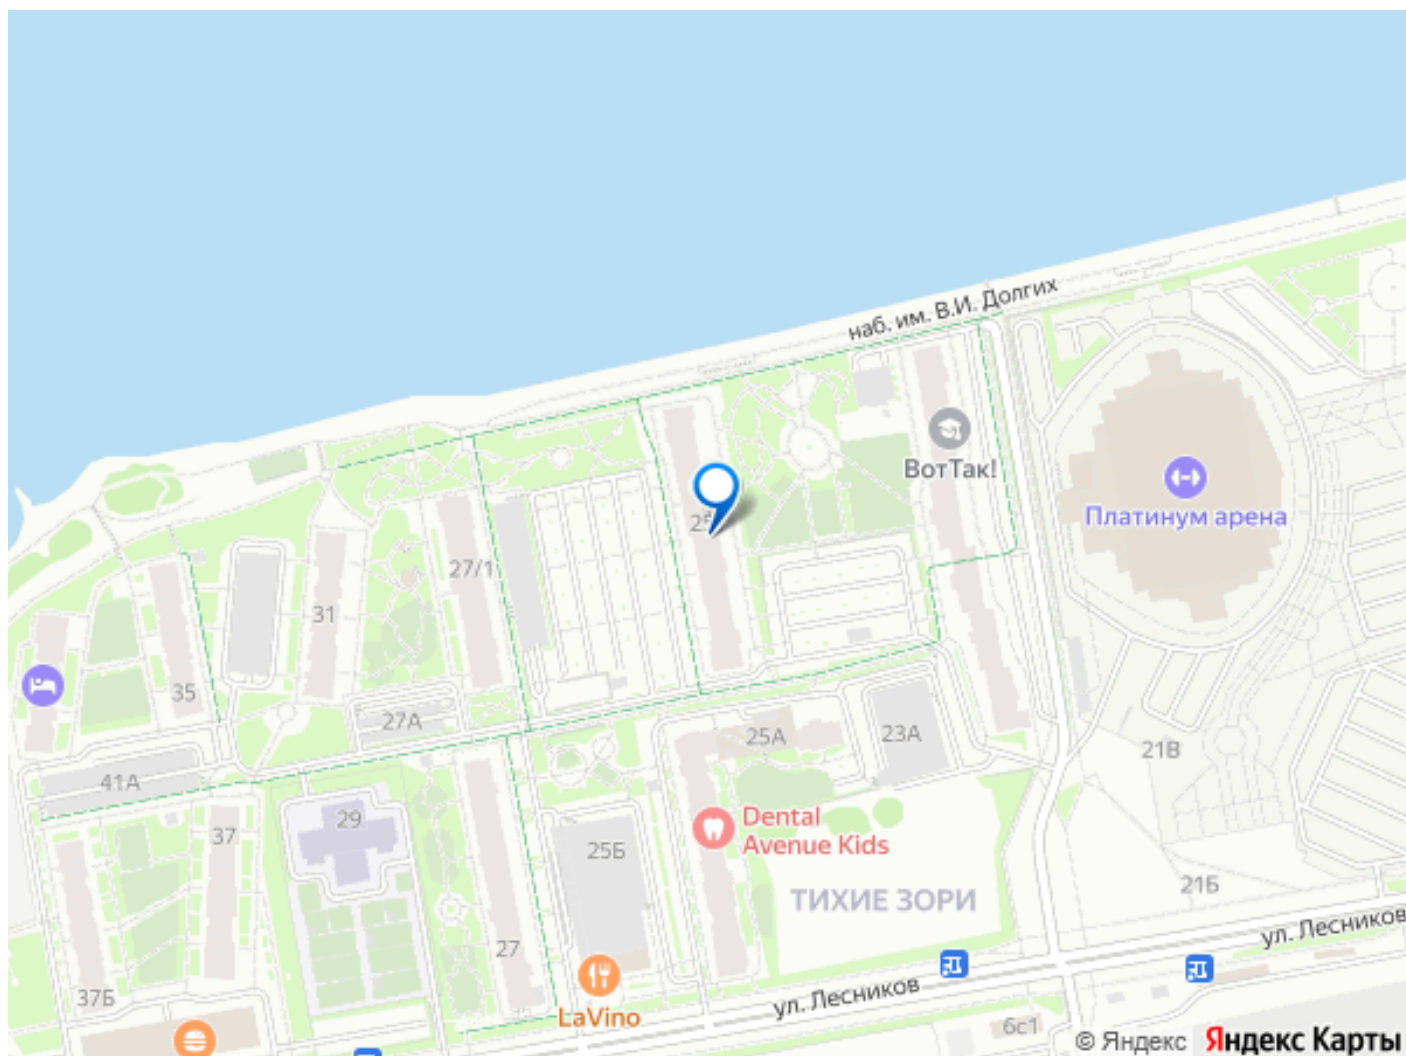 наб. им. В.И. Долгих
ВотТак!
Платинум арена
27/1
31
35
27А
25А
23А
21В
41А
29
37
25Б
Dental
Avenue Kids
ТИХИЕ ЗОРИ
21Б
ул. Лесников
27
ул. Лесников
37Б
LaVino
6с1
© Яндекс Яндекс Карты